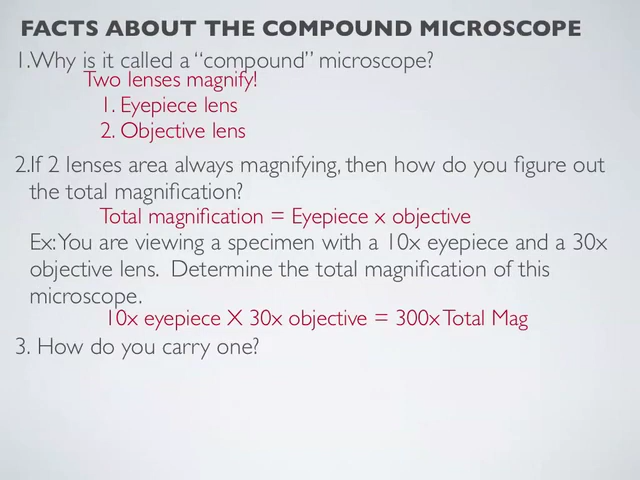 FACTS ABOUT THE COMPOUND MICROSCOPE
1.Why is it called a “compound” microscope?
Two lenses magnify!
1. Eyepiece lens
2. Objective lens
2.If 2 lenses area always magnifying, then how do you figure out
the total magnification?
Total magnification = Eyepiece x objective
Ex: You are viewing a specimen with a 10x eyepiece and a 30x
objective lens.  Determine the total magnification of this
microscope.
10x eyepiece X 30x objective = 300x Total Mag
3. How do you carry one?